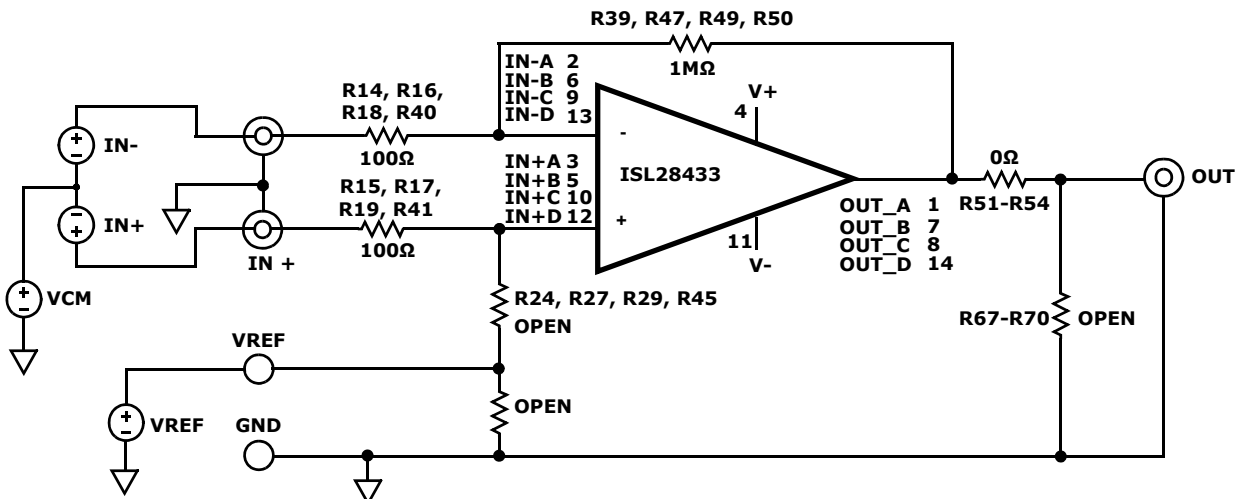 R39, R47, R49, R50
1MΩ
IN-A 2
IN-B 6
IN-C 9
IN-D 13
R14, R16,
R18, R40
100Ω
V+
4
IN-
-
ISL28433
0Ω
OUT
R51-R54
IN+A 3
IN+B 5
IN+C 10
IN+D 12
R15, R17,
R19, R41
100Ω
+
IN+
IN +
OUT_A 1
OUT_B 7
OUT_C 8
OUT_D 14
11
V-
VCM
R24, R27, R29, R45
OPEN
R67-R70 OPEN
VREF
OPEN
VREF
GND